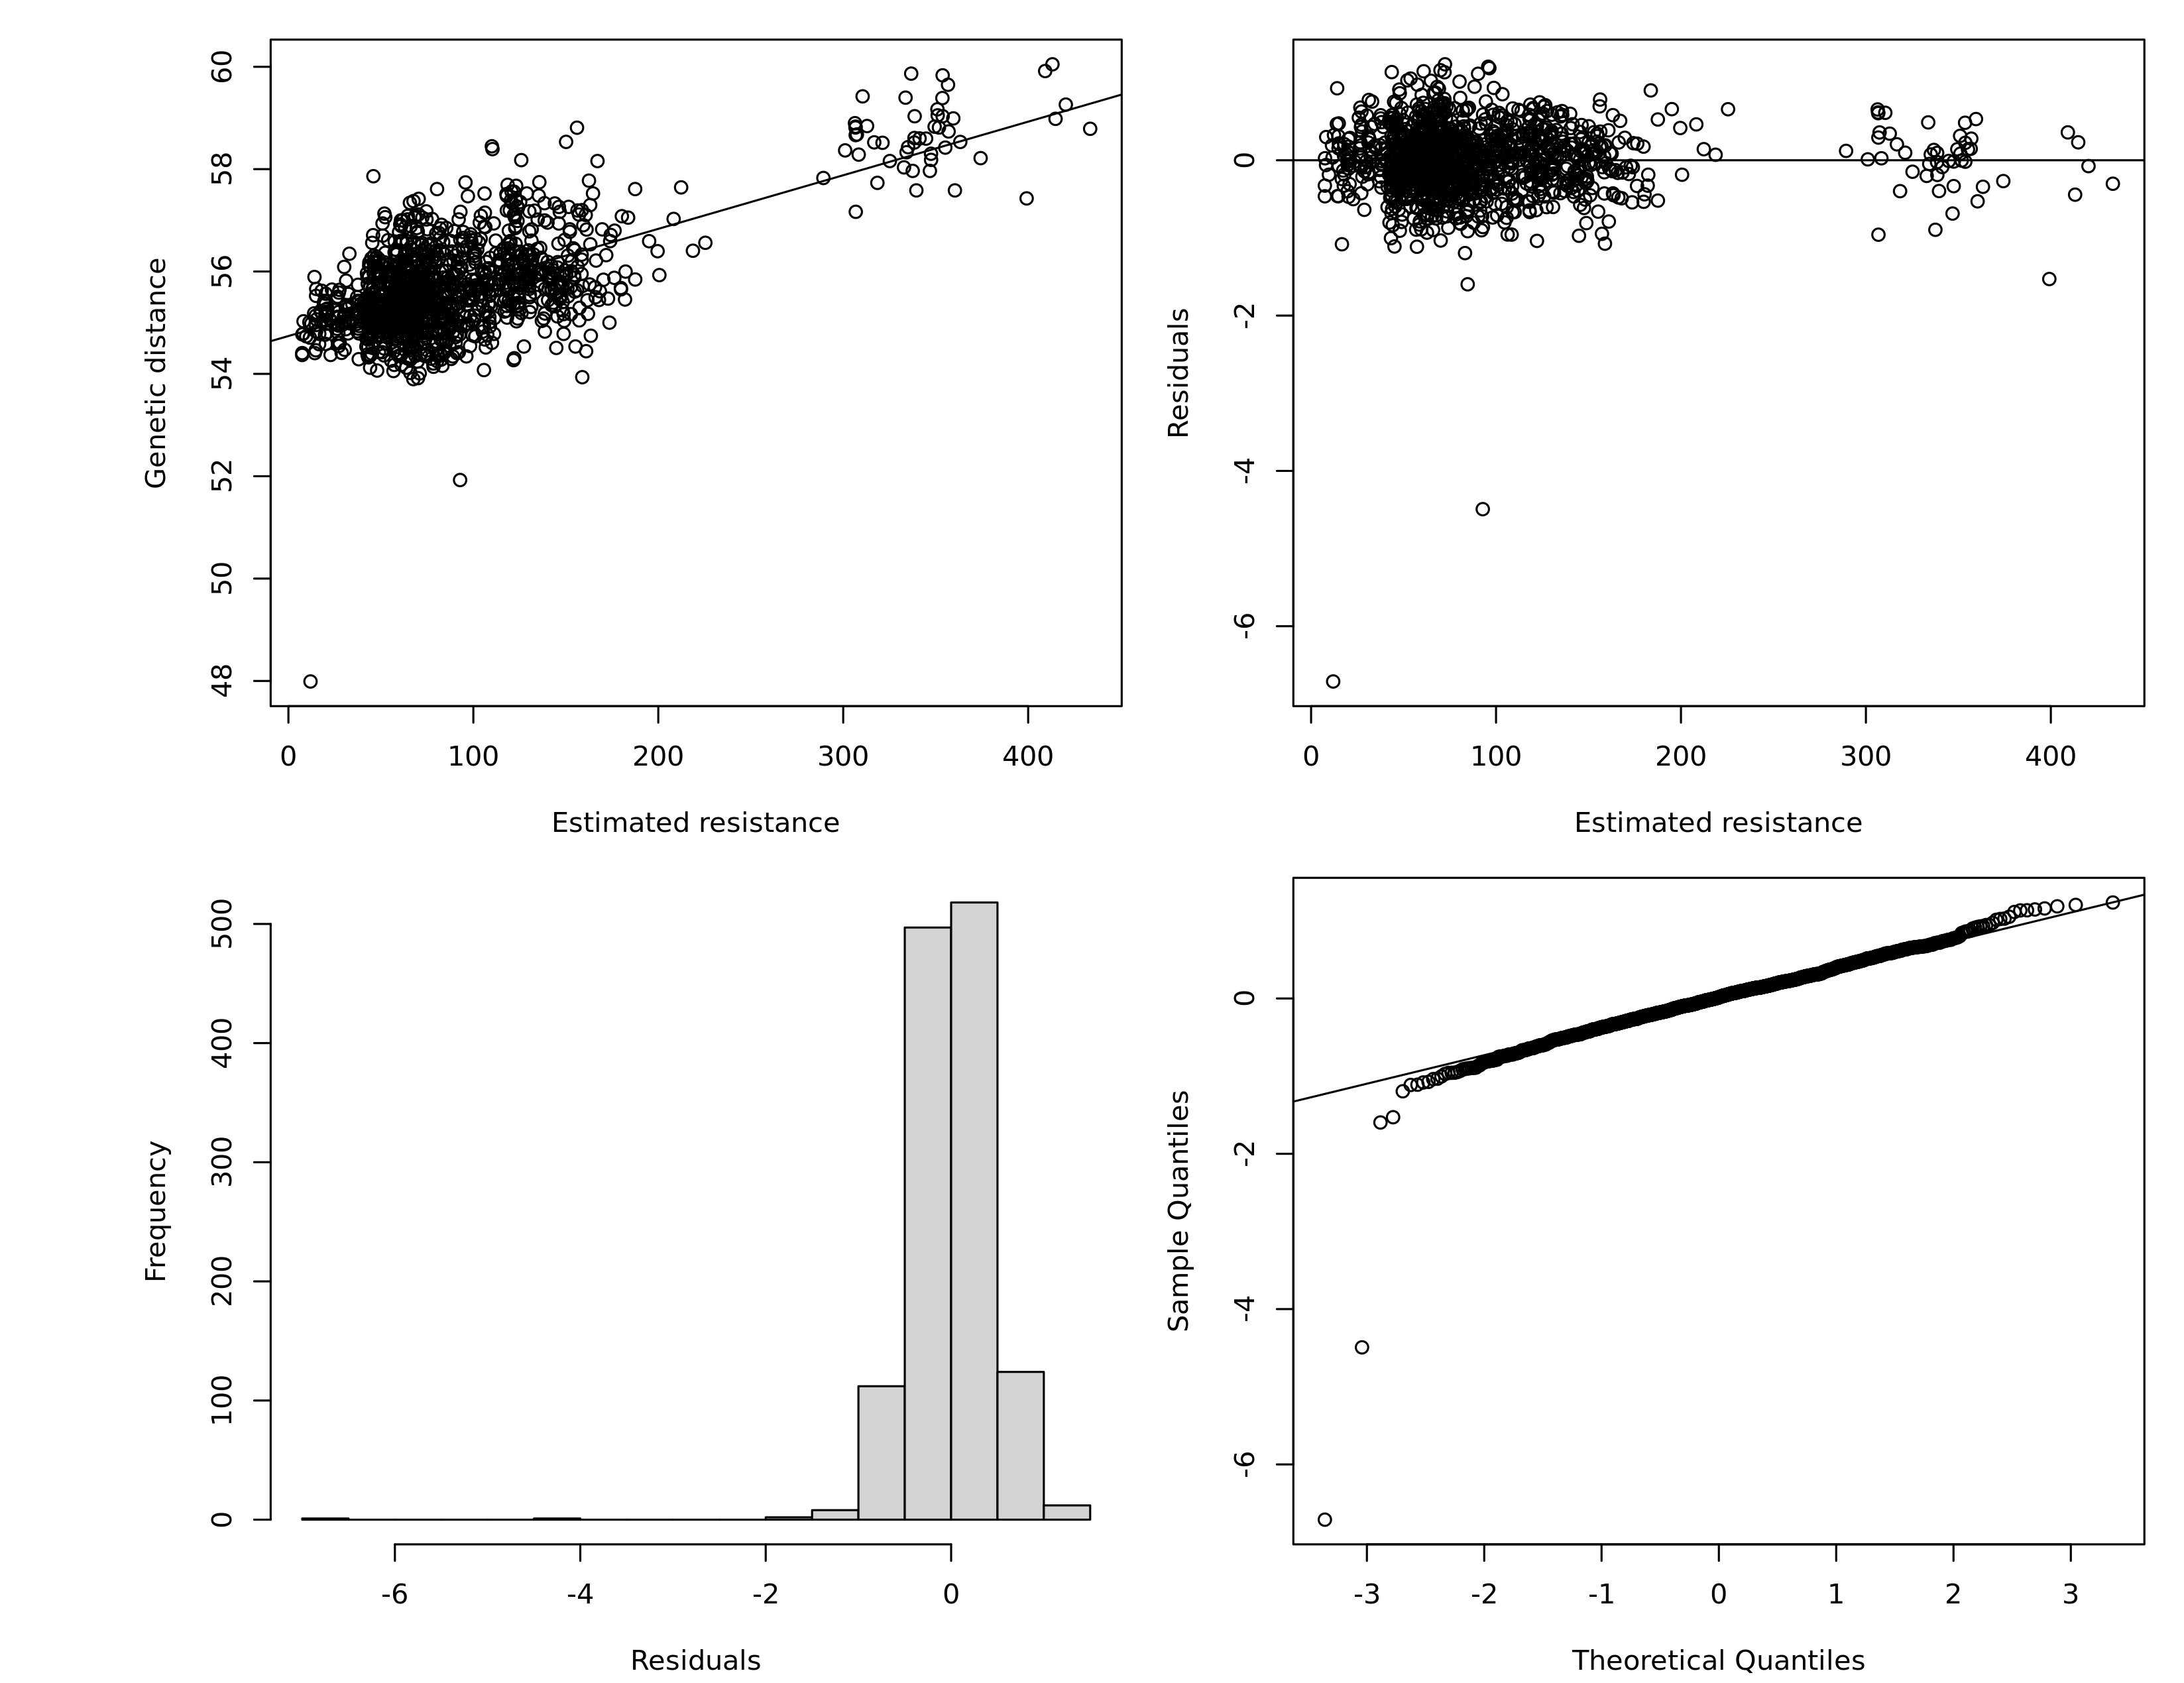 60
58
56
54
52
50
48
Genetic distance
0 100 200 300 400
Estimated resistance
0
-2
-4
-6
Residuals
0 100 200 300 400
Estimated resistance
500
400
300
200
100
0
Frequency
-6 -4 -2 0
Residuals
0
-2
-4
-6
Sample Quantiles
-3 -2 -1 0 1 2 3
Theoretical Quantiles